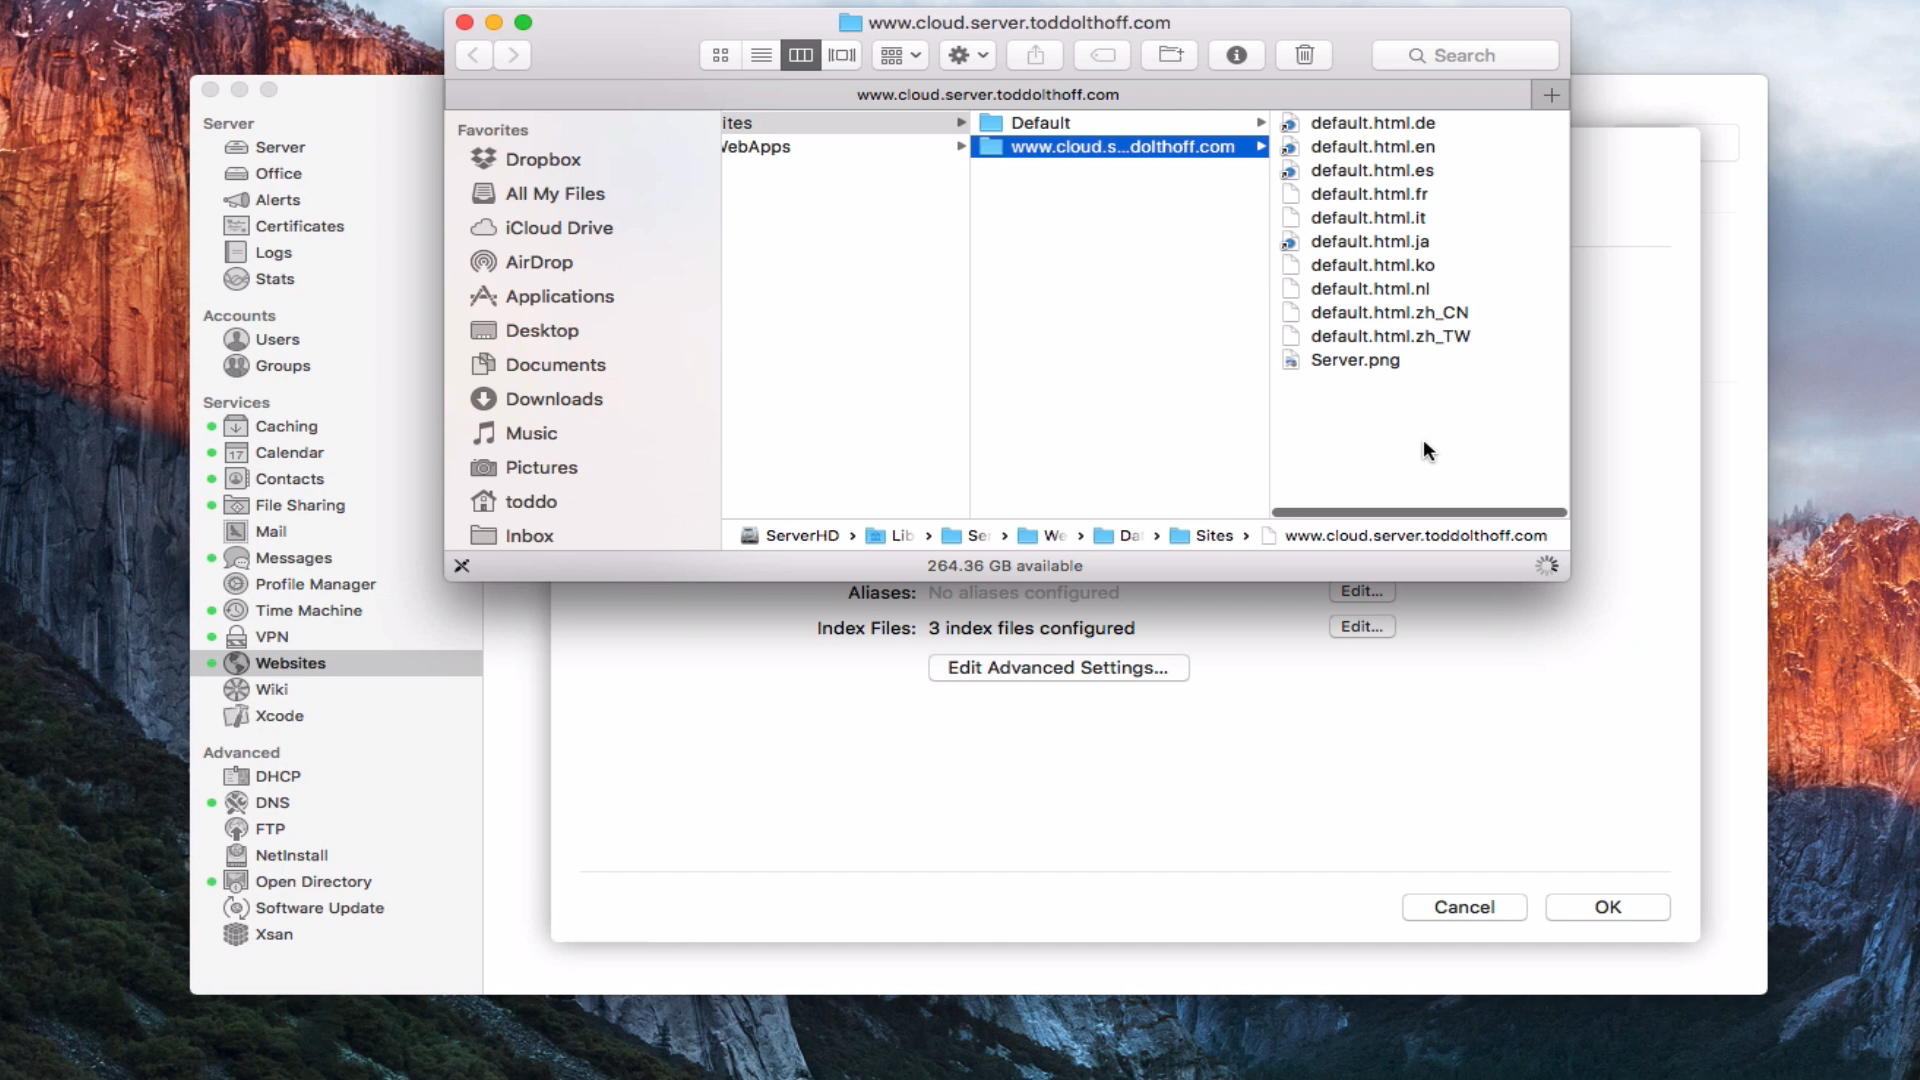 www.cloud.server.toddolthoff.com
Search
www.cloud.server.toddolthoff.com
Favorites
Dropbox
All My Files
iCloud Drive
AirDrop
Applications
Desktop
Documents
Downloads
Music
Pictures
toddo
Inbox
ites
WebApps
Default
www.cloud.s...dolthoff.com
default.html.de
default.html.en
default.html.es
default.html.fr
default.html.it
default.html.ja
default.html.ko
default.html.nl
default.html.zh_CN
default.html.zh_TW
Server.png
ServerHD › Lib › Ser › We › Dat › Sites › www.cloud.server.toddolthoff.com
264.36 GB available
Server
Server
Office
Alerts
Certificates
Logs
Stats
Accounts
Users
Groups
Services
Caching
17 Calendar
Contacts
File Sharing
Mail
Messages
Profile Manager
Time Machine
VPN
Websites
Wiki
Xcode
Advanced
DHCP
DNS
FTP
NetInstall
Open Directory
Software Update
Xsan
Aliases: No aliases configured Edit...
Index Files: 3 index files configured Edit...
Edit Advanced Settings...
Cancel OK